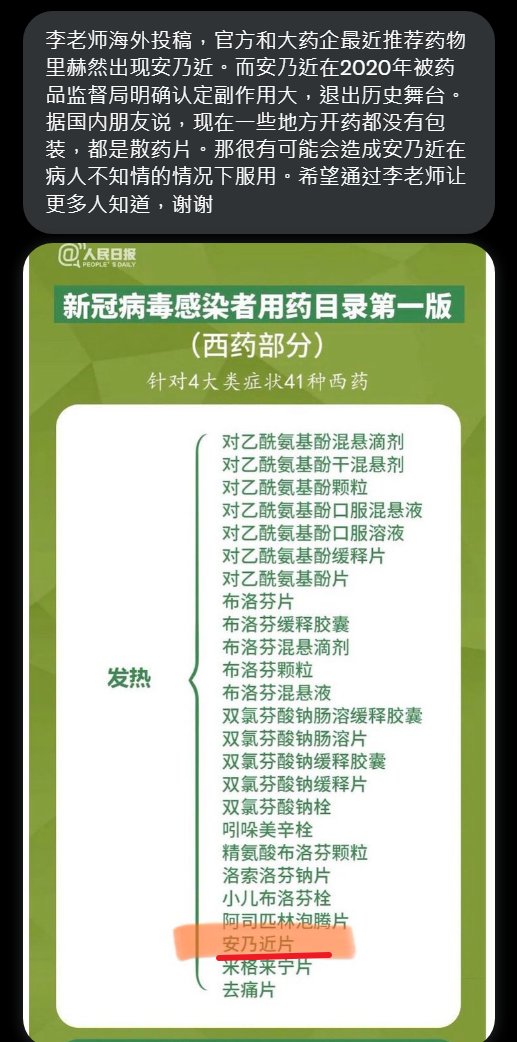 李老师海外投稿，官方和大药企最近推荐药物
里赫然出现安乃近。而安乃近在2020年被药
品监督局明确认定副作用大，退出历史舞台。
据国内朋友说，现在一些地方开药都没有包
装，都是散药片。那很有可能会造成安乃近在
病人不知情的情况下服用。希望通过李老师让
更多人知道，谢谢
@人民日报
PEOPLE'S DAILY
新冠病毒感染者用药目录第一版
（西药部分）
针对4大类症状41种西药
发热
对乙酰氨基酚混悬滴剂
对乙酰氨基酚干混悬剂
对乙酰氨基酚颗粒
对乙酰氨基酚口服混悬液
对乙酰氨基酚口服溶液
对乙酰氨基酚缓释片
对乙酰氨基酚片
布洛芬片
布洛芬缓释胶囊
布洛芬混悬滴剂
布洛芬颗粒
布洛芬混悬液
双氯芬酸钠肠溶缓释胶囊
双氯芬酸钠肠溶片
双氯芬酸钠缓释胶囊
双氯芬酸钠缓释片
双氯芬酸钠栓
吲哚美辛栓
精氨酸布洛芬颗粒
洛索洛芬钠片
小儿布洛芬栓
阿司匹林泡腾片
安乃近片
米格来宁片
去痛片